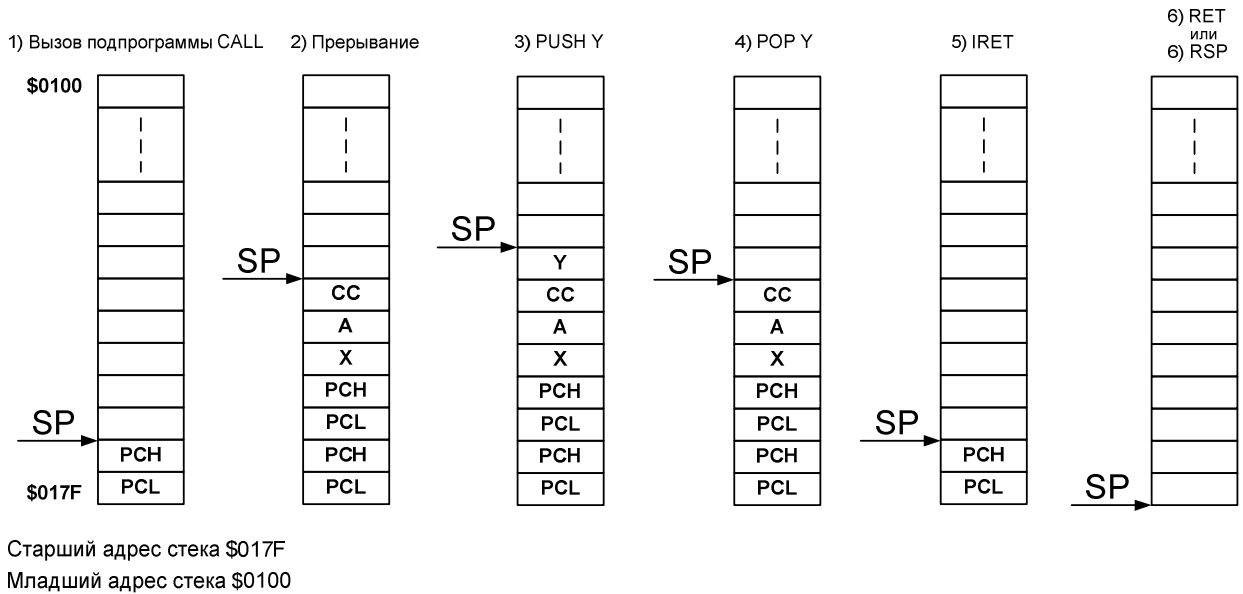 1) Вызов подпрограммы CALL
2) Прерывание
3) PUSH Y
4) POP Y
5) IRET
6) RET
или
6) RSP
$0100
SP
PCH
PCL
$017F
SP
CC
A
X
PCH
PCL
PCH
PCL
SP
Y
CC
A
X
PCH
PCL
PCH
PCL
SP
CC
A
X
PCH
PCL
PCH
PCL
SP
PCH
PCL
SP
Старший адрес стека $017F
Младший адрес стека $0100